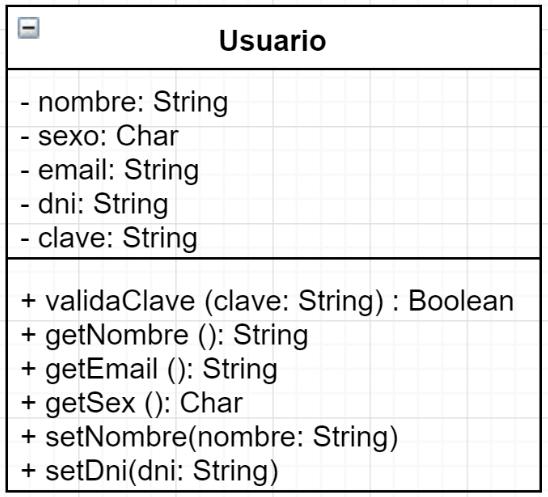 Usuario
- nombre: String
- sexo: Char
- email: String
- dni: String
- clave: String
+ validaClave (clave: String) : Boolean
+ getNombre (): String
+ getEmail (): String
+ getSex (): Char
+ setNombre(nombre: String)
+ setDni(dni: String)